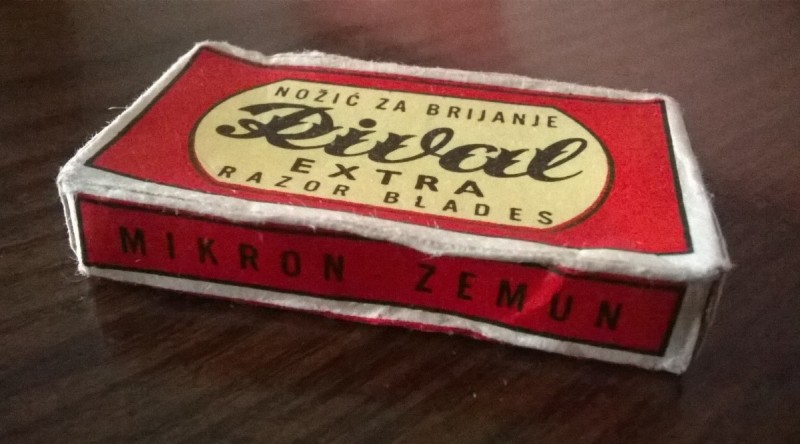 NOŽIĆ ZA BRIJANJE
Rival
EXTRA
RAZOR BLADES
MIKRON ZEMUN